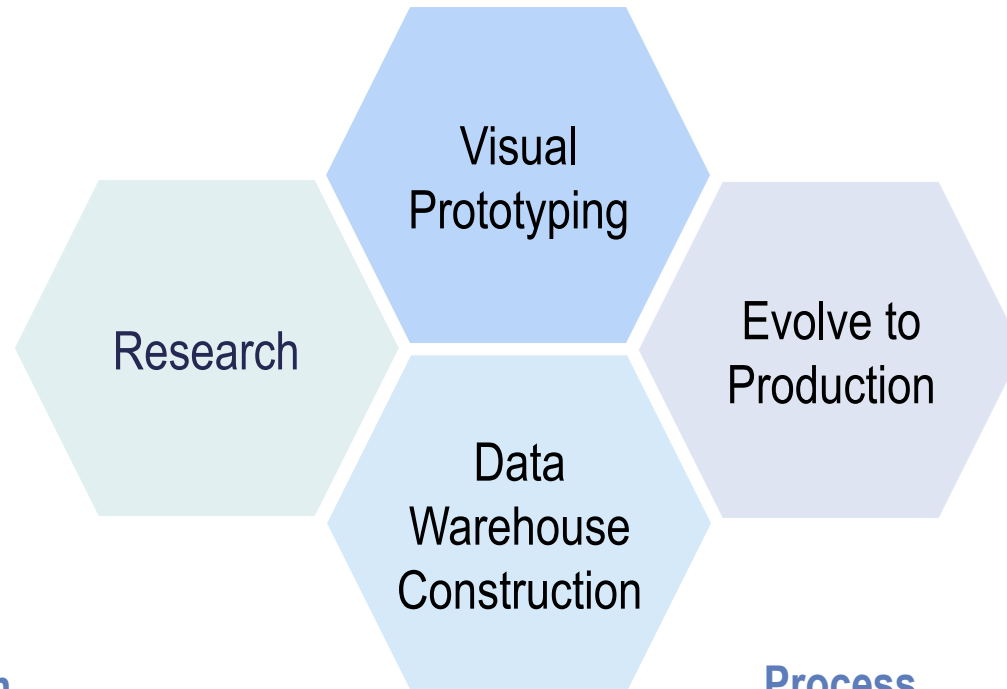 Visual
Prototyping
Research
Evolve to
Production
Data
Warehouse
Construction
Process